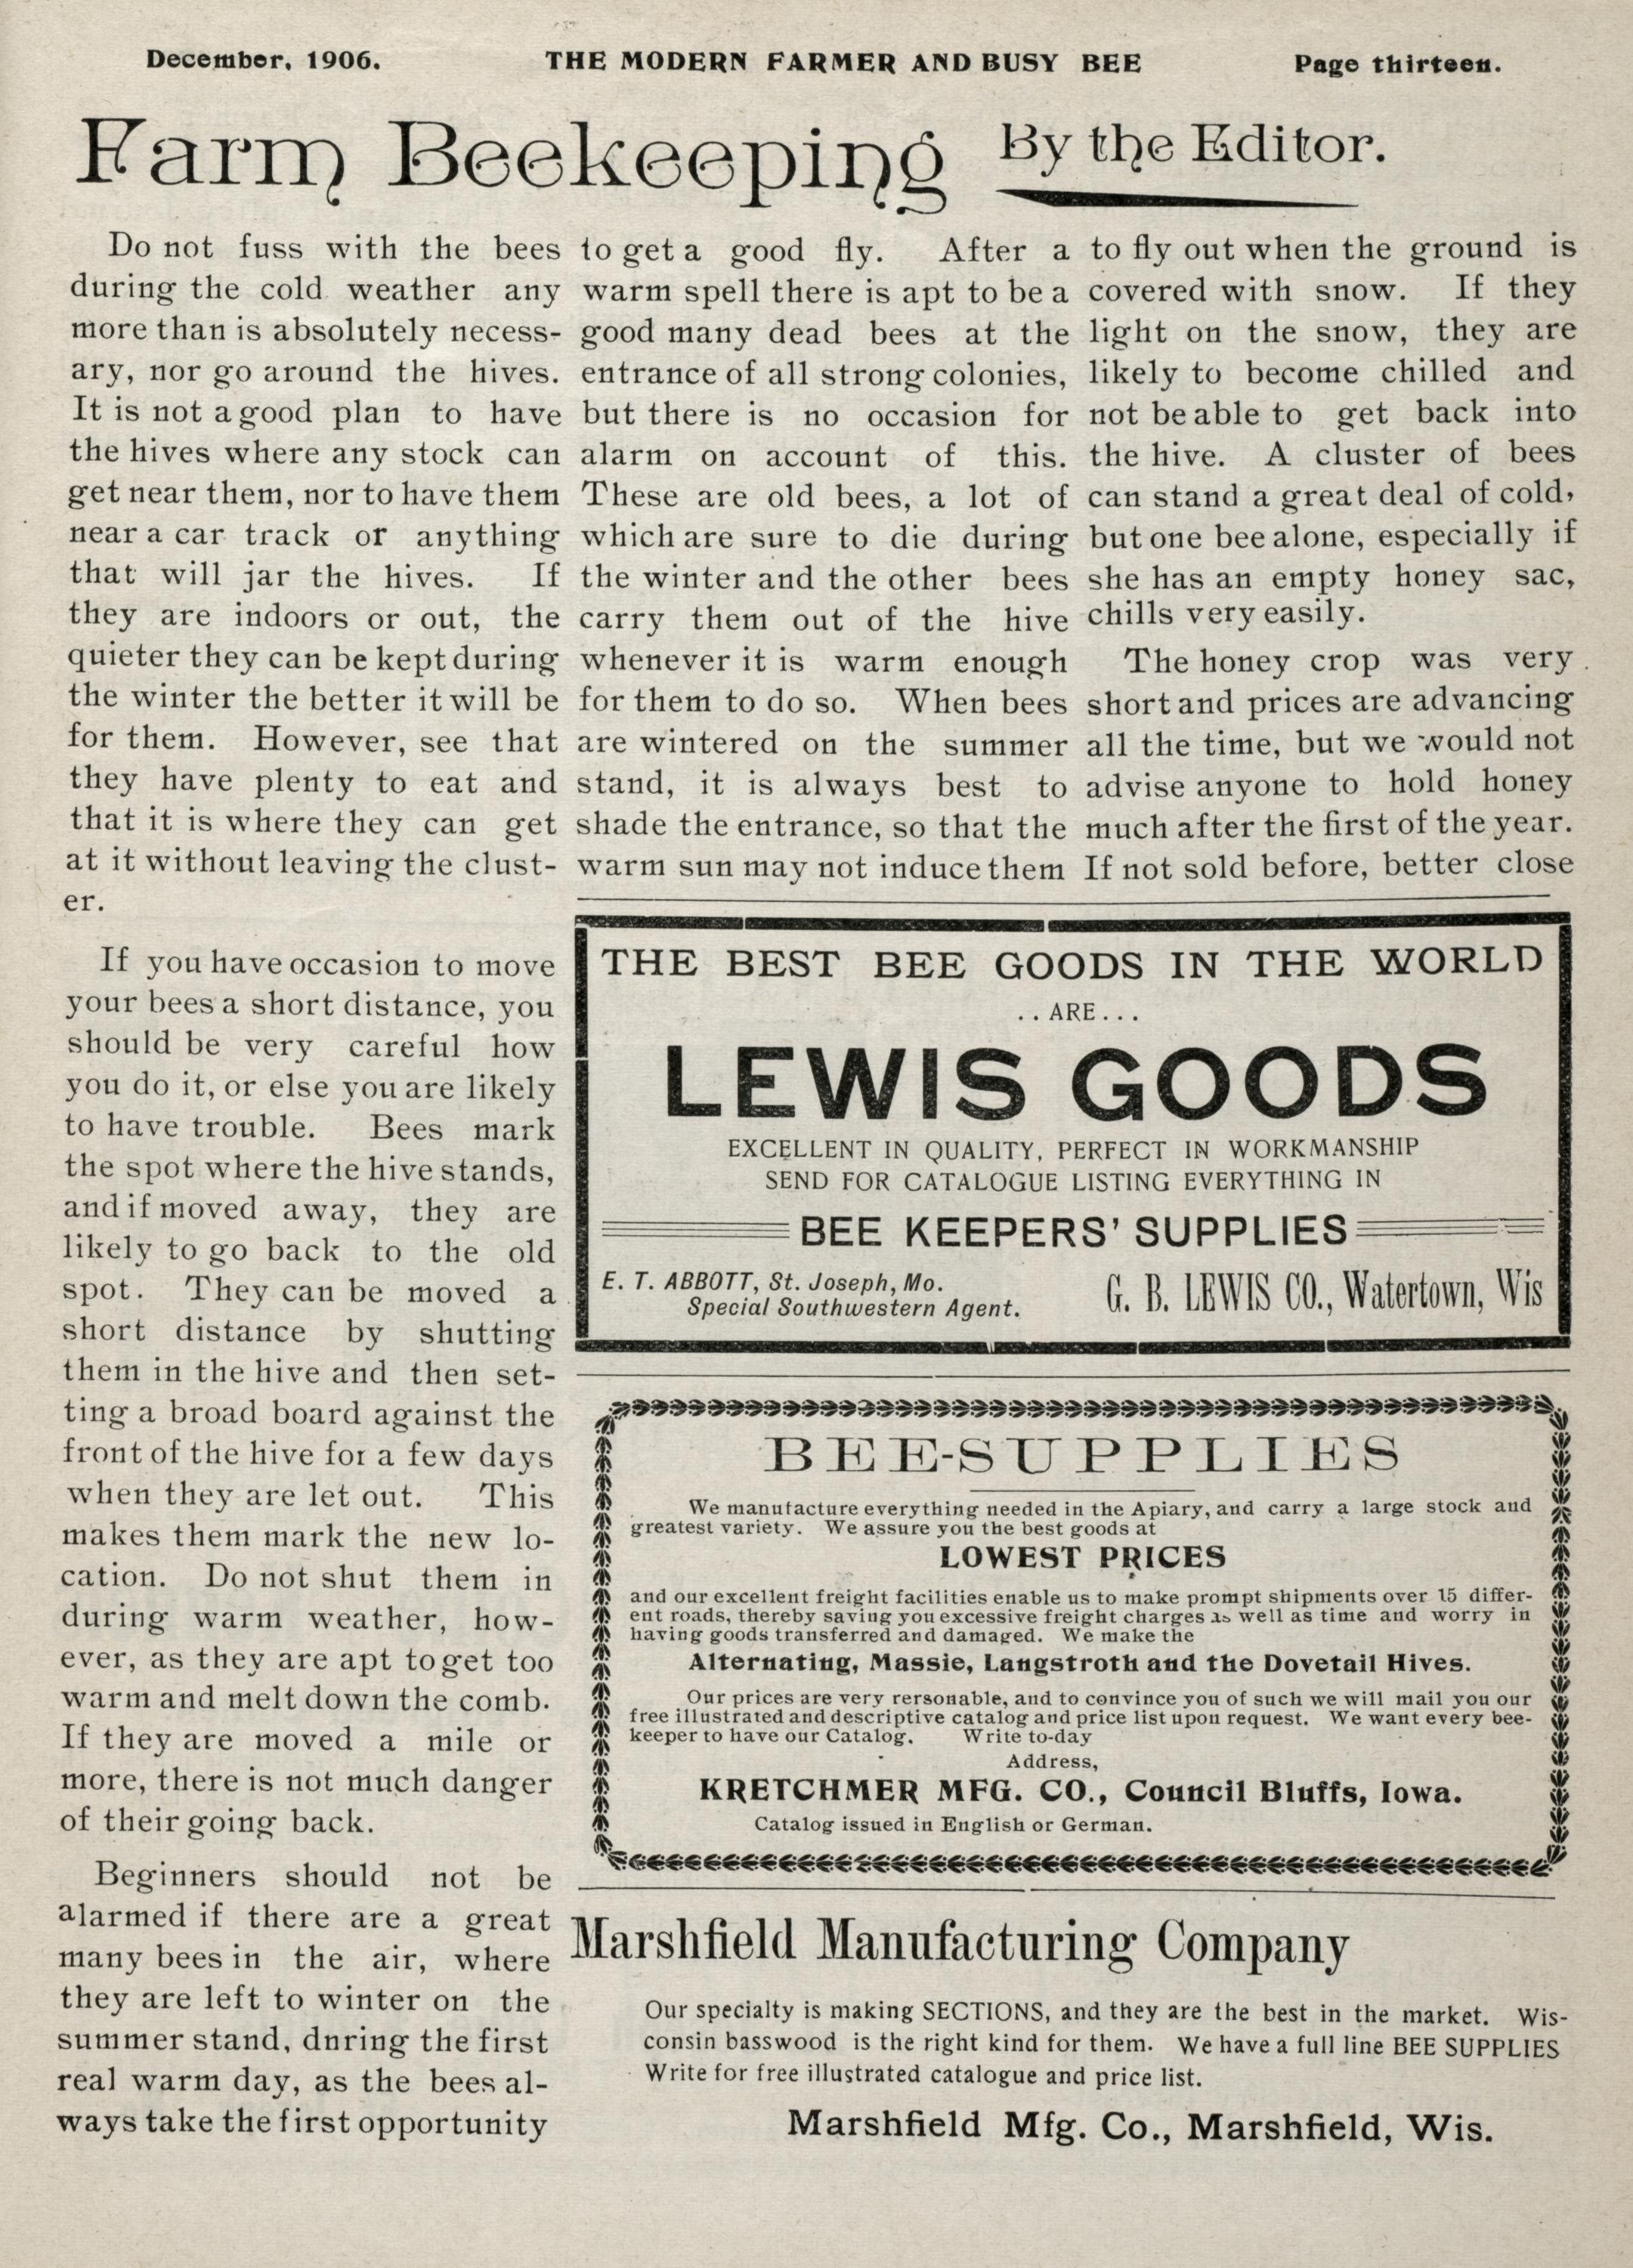 December, 1906.
THE MODERN FARMER AND BUSY BEE
Page thirteen.
Farm Beekeeping
By the Editor.
Do not fuss with the bees
during the cold weather any
more than is absolutely necess-
ary, nor go around the hives.
It is not a good plan to have
the hives where any stock can
get near them, nor to have them
near a car track or anything
that will jar the hives. If
they are indoors or out, the
quieter they can be kept during
the winter the better it will be
for them. However, see that
they have plenty to eat and
that it is where they can get
at it without leaving the clust-
er.
If you have occasion to move
your bees a short distance, you
should be very careful how
you do it, or else you are likely
to have trouble. Bees mark
the spot where the hive stands,
and if moved away, they are
likely to go back to the old
spot. They can be moved a
short distance by shutting
them in the hive and then set-
ting a broad board against the
front of the hive for a few days
when they are let out. This
makes them mark the new lo-
cation. Do not shut them in
during warm weather, how-
ever, as they are apt to get too
warm and melt down the comb.
If they are moved a mile or
more, there is not much danger
of their going back.
Beginners should not be
alarmed if there are a great
many bees in the air, where
they are left to winter on the
summer stand, dnring the first
real warm day, as the bees al-
ways take the first opportunity
to get a good fly. After a
warm spell there is apt to be a
good many dead bees at the
entrance of all strong colonies,
but there is no occasion for
alarm on account of this.
These are old bees, a lot of
which are sure to die during
the winter and the other bees
carry them out of the hive
whenever it is warm enough
for them to do so. When bees
are wintered on the summer
stand, it is always best to
shade the entrance, so that the
warm sun may not induce them
to fly out when the ground is
covered with snow. If they
light on the snow, they are
likely to become chilled and
not be able to get back into
the hive. A cluster of bees
can stand a great deal of cold,
but one bee alone, especially if
she has an empty honey sac,
chills very easily.
The honey crop was very
short and prices are advancing
all the time, but we would not
advise anyone to hold honey
much after the first of the year.
If not sold before, better close
THE BEST BEE GOODS IN THE WORLD
..ARE...
LEWIS GOODS
EXCELLENT IN QUALITY, PERFECT IN WORKMANSHIP
SEND FOR CATALOGUE LISTING EVERYTHING IN
BEE KEEPERS' SUPPLIES
E. T. ABBOTT, St. Joseph, Mo.
Special Southwestern Agent.
G. B. LEWIS CO., Watertown, Wis
BEE-SUPPLIES
We manufacture everything needed in the Apiary, and carry a large stock and
greatest variety. We assure you the best goods at
LOWEST PRICES
and our excellent freight facilities enable us to make prompt shipments over 15 differ-
ent roads, thereby saving you excessive freight charges as well as time and worry in
having goods transferred and damaged. We make the
Alternating, Massie, Langstroth and the Dovetail Hives.
Our prices are very rersonable, and to convince you of such we will mail you our
free illustrated and descriptive catalog and price list upon request. We want every bee-
keeper to have our Catalog. Write to-day
Address,
KRETCHMER MFG. CO., Council Bluffs, Iowa.
Catalog issued in English or German.
Marshfield Manufacturing Company
Our specialty is making SECTIONS, and they are the best in the market. Wis-
consin basswood is the right kind for them. We have a full line BEE SUPPLIES
Write for free illustrated catalogue and price list.
Marshfield Mfg. Co., Marshfield, Wis.